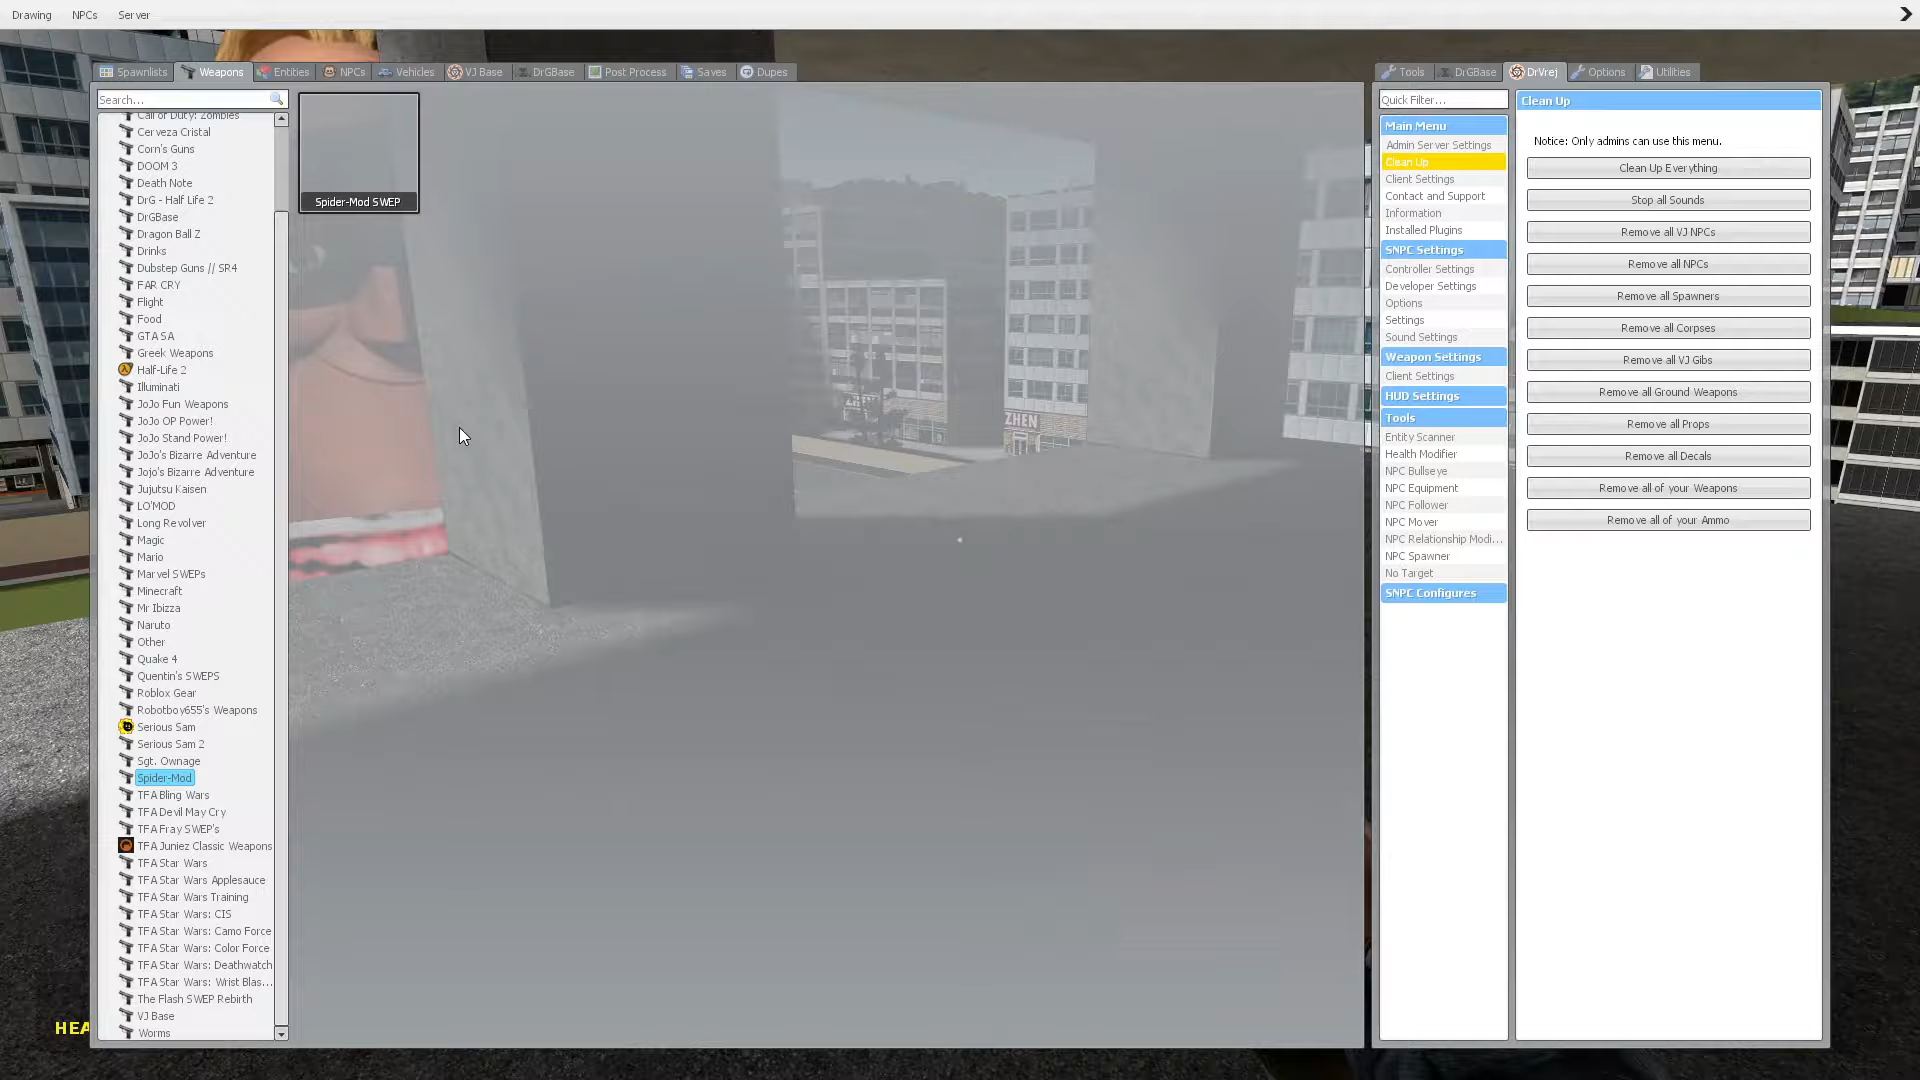 Drawing NPCs Server
Spawnlists Weapons Entities NPCs Vehicles VJ Base DrGBase Post Process Saves Dupes
Search...
Call of Duty: Zombies
Cerveza Cristal
Corn's Guns
DOOM 3
Death Note
DrG - Half Life 2
DrGBase
Dragon Ball Z
Drinks
Dubstep Guns // SR4
FAR CRY
Flight
Food
GTA SA
Greek Weapons
Half-Life 2
Illuminati
JoJo Fun Weapons
JoJo OP Power!
JoJo Stand Power!
JoJo's Bizarre Adventure
Jojo's Bizarre Adventure
Jujutsu Kaisen
LO'MOD
Long Revolver
Magic
Mario
Marvel SWEPs
Minecraft
Mr Ibizza
Naruto
Other
Quake 4
Quentin's SWEPS
Roblox Gear
Robotboy655's Weapons
Serious Sam
Serious Sam 2
Sgt. Ownage
Spider-Mod
TFA Bling Wars
TFA Devil May Cry
TFA Fray SWEP's
TFA Juniez Classic Weapons
TFA Star Wars
TFA Star Wars Applesauce
TFA Star Wars Training
TFA Star Wars: CIS
TFA Star Wars: Camo Force
TFA Star Wars: Color Force
TFA Star Wars: Deathwatch
TFA Star Wars: Wrist Blas...
The Flash SWEP Rebirth
VJ Base
Worms
Spider-Mod SWEP
ZHEN
HEA
Tools DrGBase DrVrej Options Utilities
Quick Filter...
Main Menu
Admin Server Settings
Clean Up
Client Settings
Contact and Support
Information
Installed Plugins
SNPC Settings
Controller Settings
Developer Settings
Options
Settings
Sound Settings
Weapon Settings
Client Settings
HUD Settings
Tools
Entity Scanner
Health Modifier
NPC Bullseye
NPC Equipment
NPC Follower
NPC Mover
NPC Relationship Modi...
NPC Spawner
No Target
SNPC Configures
Clean Up
Notice: Only admins can use this menu.
Clean Up Everything
Stop all Sounds
Remove all VJ NPCs
Remove all NPCs
Remove all Spawners
Remove all Corpses
Remove all VJ Gibs
Remove all Ground Weapons
Remove all Props
Remove all Decals
Remove all of your Weapons
Remove all of your Ammo